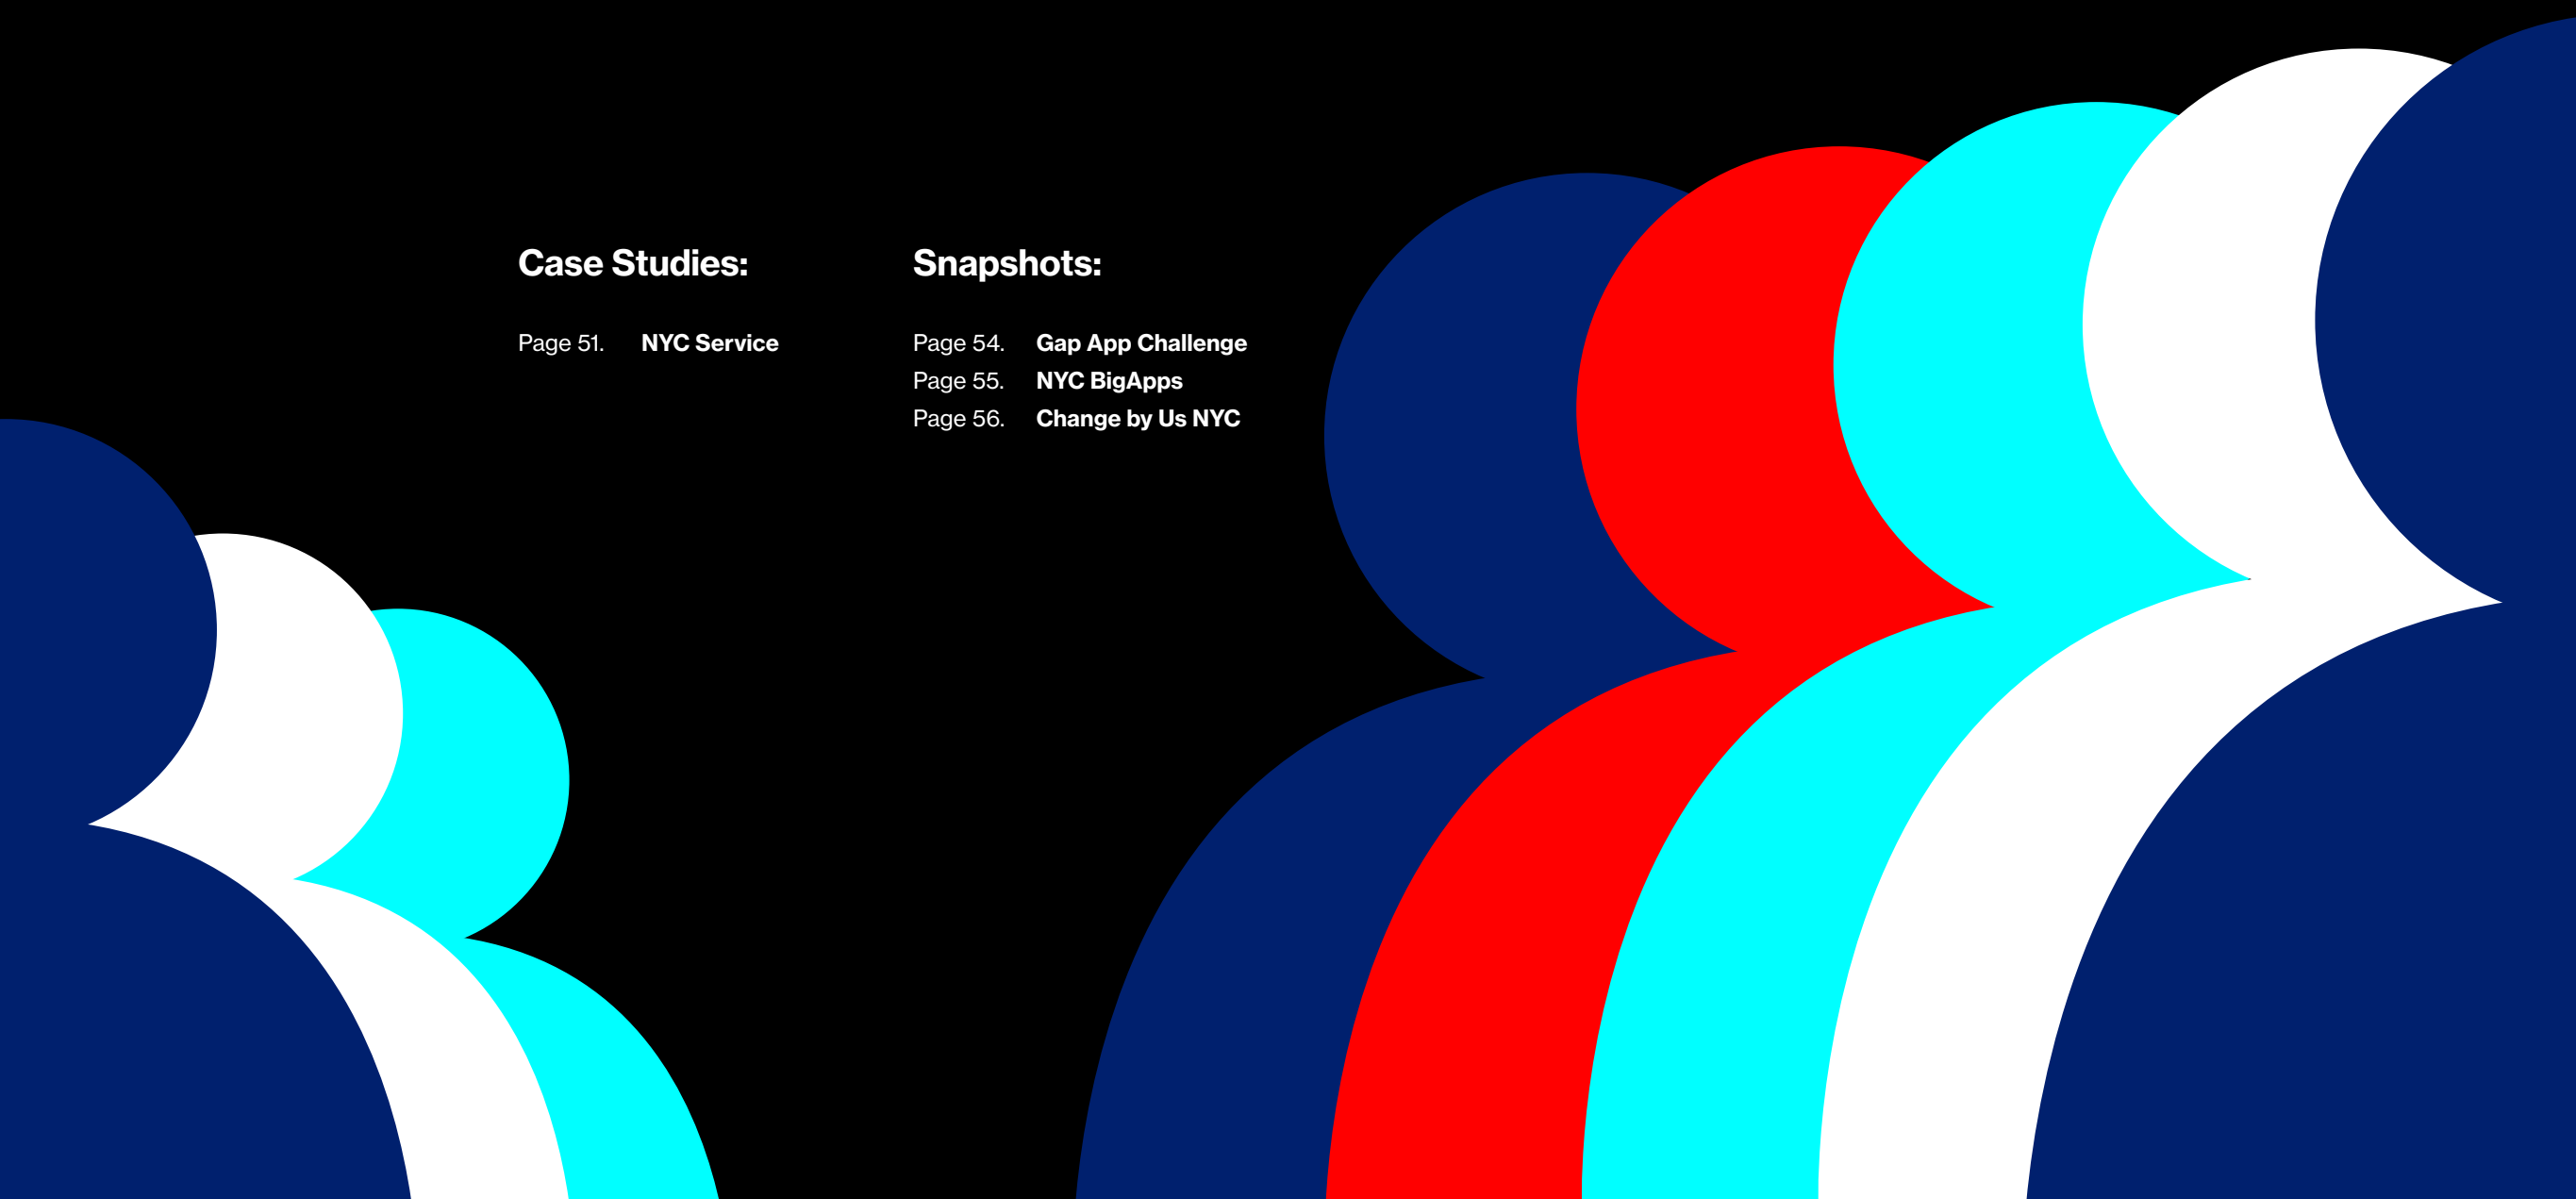 Case Studies:
Page 51. NYC Service
Snapshots:
Page 54. Gap App Challenge
Page 55. NYC BigApps
Page 56. Change by Us NYC